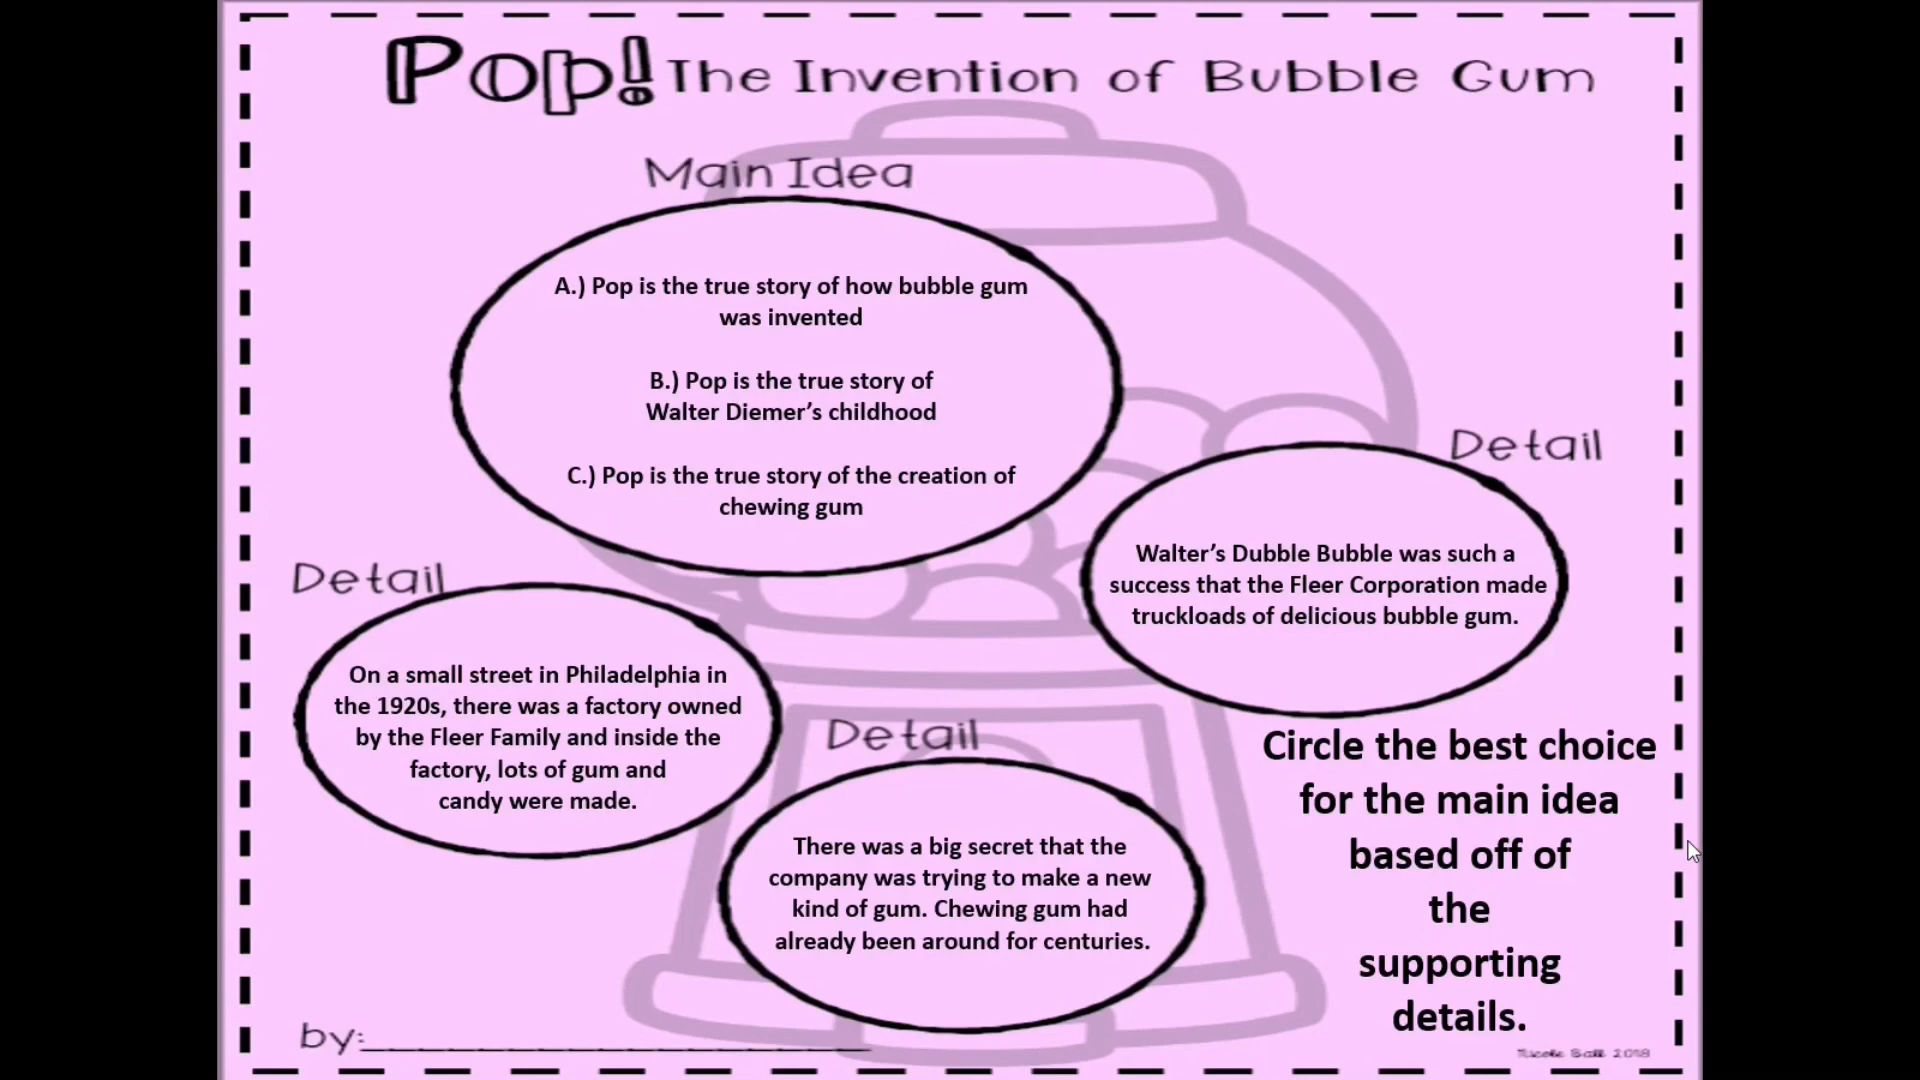 Pop! The Invention of Bubble Gum
Main Idea
A.) Pop is the true story of how bubble gum
was invented
B.) Pop is the true story of
Walter Diemer’s childhood
C.) Pop is the true story of the creation of
chewing gum
Detail
Walter’s Dubble Bubble was such a
success that the Fleer Corporation made
truckloads of delicious bubble gum.
Detail
On a small street in Philadelphia in
the 1920s, there was a factory owned
by the Fleer Family and inside the
factory, lots of gum and
candy were made.
Detail
There was a big secret that the
company was trying to make a new
kind of gum. Chewing gum had
already been around for centuries.
Circle the best choice
for the main idea
based off of
the
supporting
details.
by:
Nicole Ball 2018